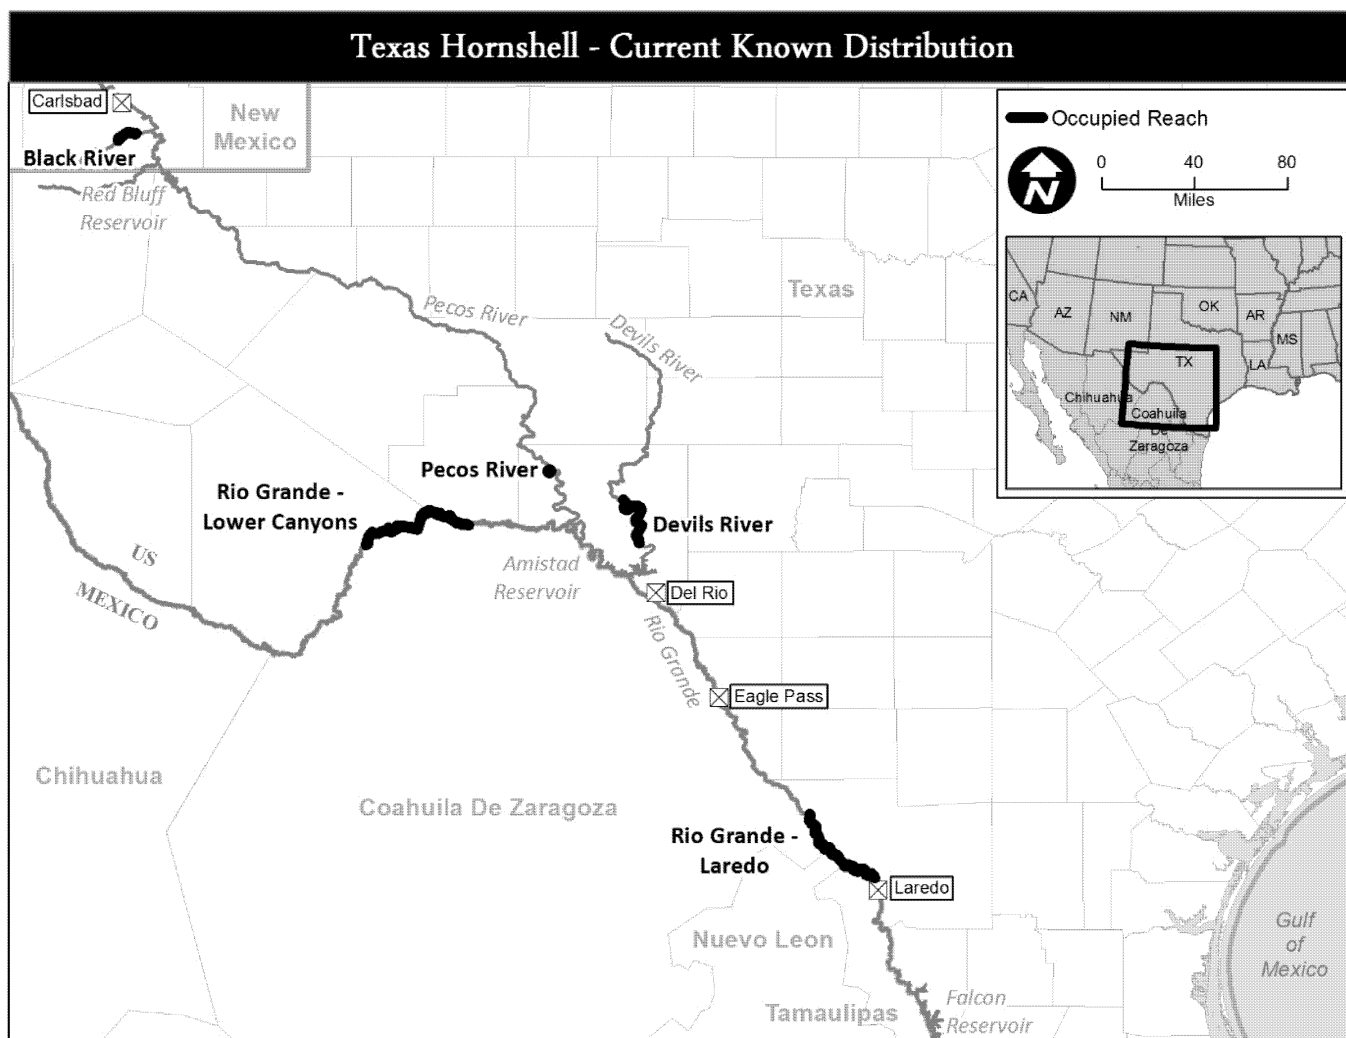 Texas Hornshell - Current Known Distribution
Carlsbad
New
Mexico
Black River
Red Bluff
Reservoir
Occupied Reach
N
0 40 80
Miles
Texas
Pecos River
Devils River
CA
AZ
NM
OK
AR
MS
TX
LA
Chihuahua
Coahuila
De
Zaragoza
Pecos River
Rio Grande -
Lower Canyons
Devils River
US
MEXICO
Amistad
Reservoir
Del Rio
Rio Grande
Eagle Pass
Chihuahua
Coahuila De Zaragoza
Rio Grande -
Laredo
Laredo
Nuevo Leon
Tamaulipas
Falcon
Reservoir
Gulf
of
Mexico